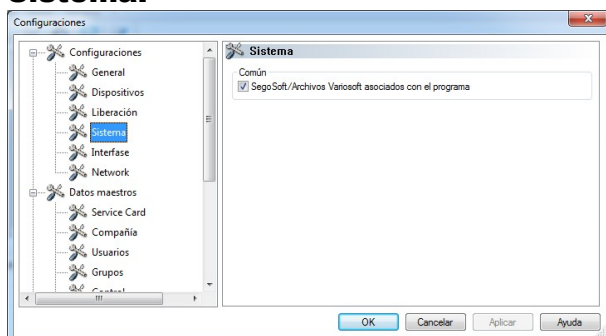 Sistema.
Configuraciones
Configuraciones
General
Dispositivos
Liberación
Sistema
Interfase
Network
Datos maestros
Service Card
Compañía
Usuarios
Grupos
Control
Sistema
Común
SegoSoft/Archivos Variosoft asociados con el programa
OK
Cancelar
Aplicar
Ayuda